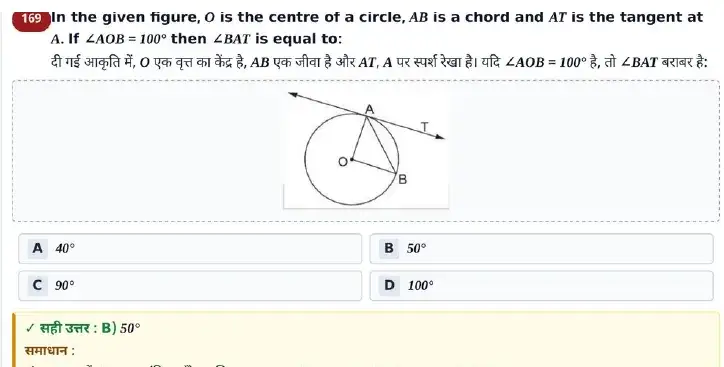 169 In the given figure, O is the centre of a circle, AB is a chord and AT is the tangent at
A. If ∠AOB = 100° then ∠BAT is equal to:
दी गई आकृति में, O एक वृत्त का केंद्र है, AB एक जीवा है और AT, A पर स्पर्श रेखा है। यदि ∠AOB = 100° है, तो ∠BAT बराबर है:
A
T
O
B
A 40°
B 50°
C 90°
D 100°
✓ सही उत्तर : B) 50°
समाधान :